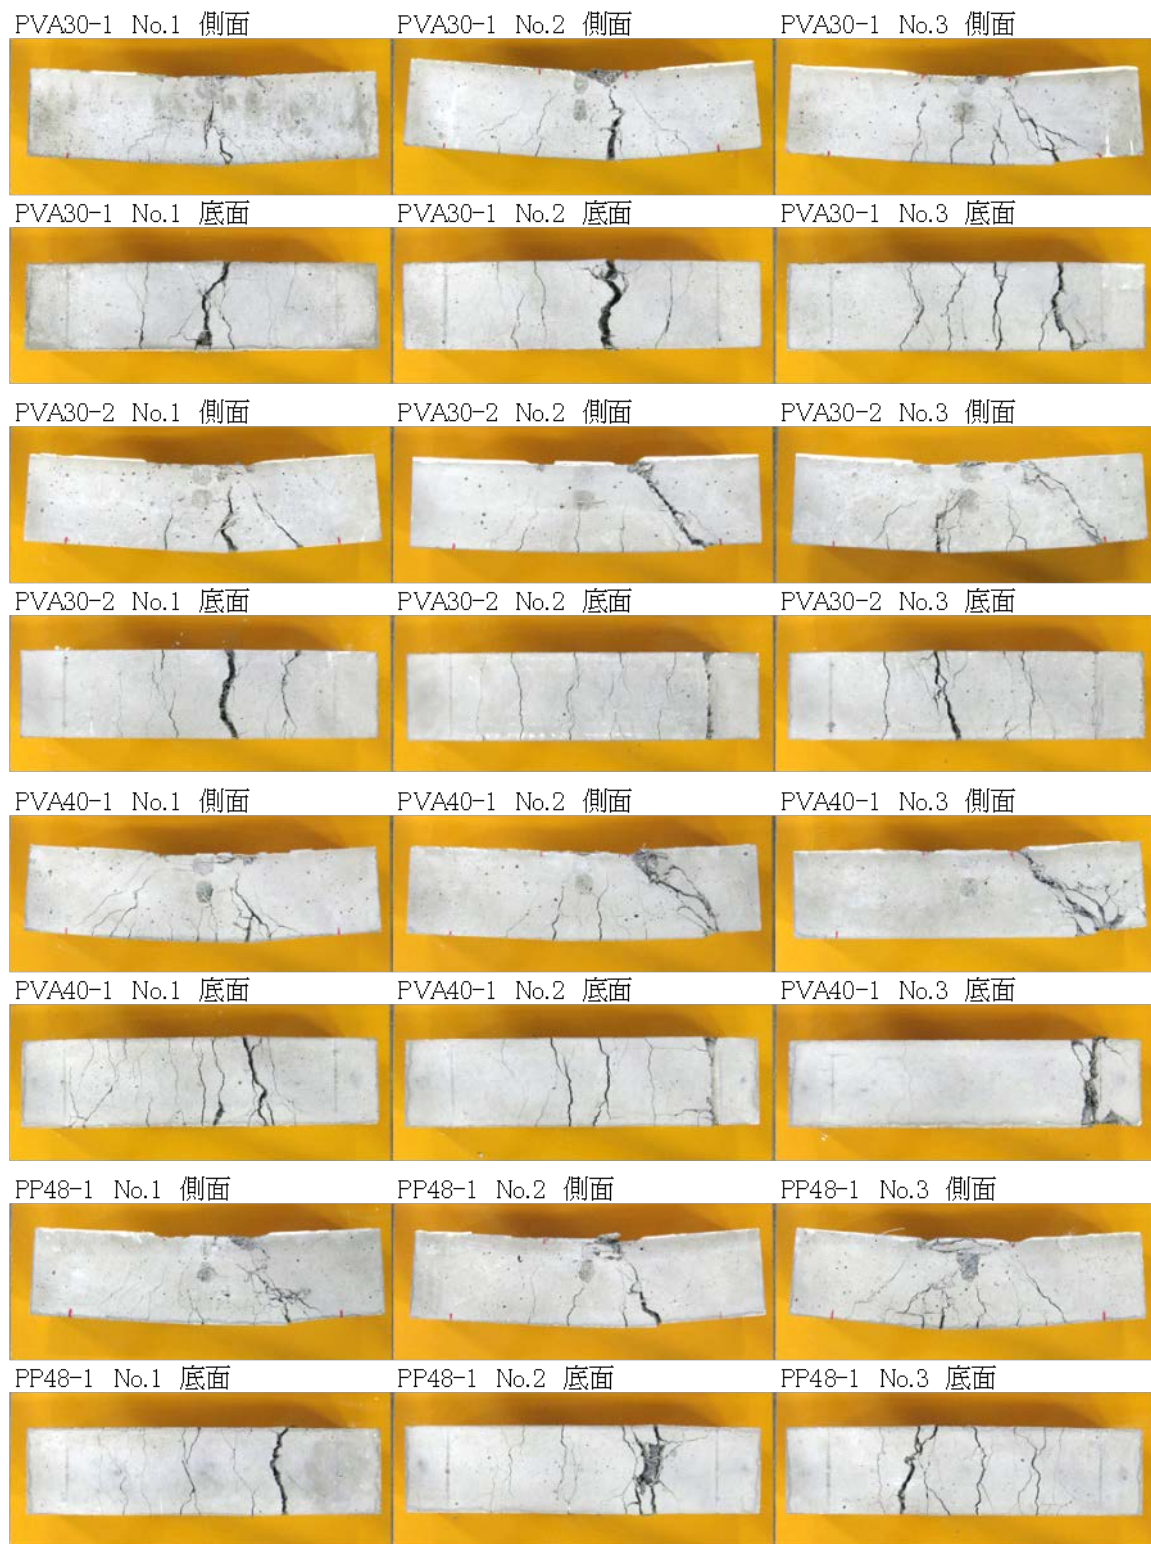 PVA30-1 No.1 側面 PVA30-1 No.2 側面 PVA30-1 No.3 側面
PVA30-1 No.1 底面 PVA30-1 No.2 底面 PVA30-1 No.3 底面
PVA30-2 No.1 側面 PVA30-2 No.2 側面 PVA30-2 No.3 側面
PVA30-2 No.1 底面 PVA30-2 No.2 底面 PVA30-2 No.3 底面
PVA40-1 No.1 側面 PVA40-1 No.2 側面 PVA40-1 No.3 側面
PVA40-1 No.1 底面 PVA40-1 No.2 底面 PVA40-1 No.3 底面
PP48-1 No.1 側面 PP48-1 No.2 側面 PP48-1 No.3 側面
PP48-1 No.1 底面 PP48-1 No.2 底面 PP48-1 No.3 底面